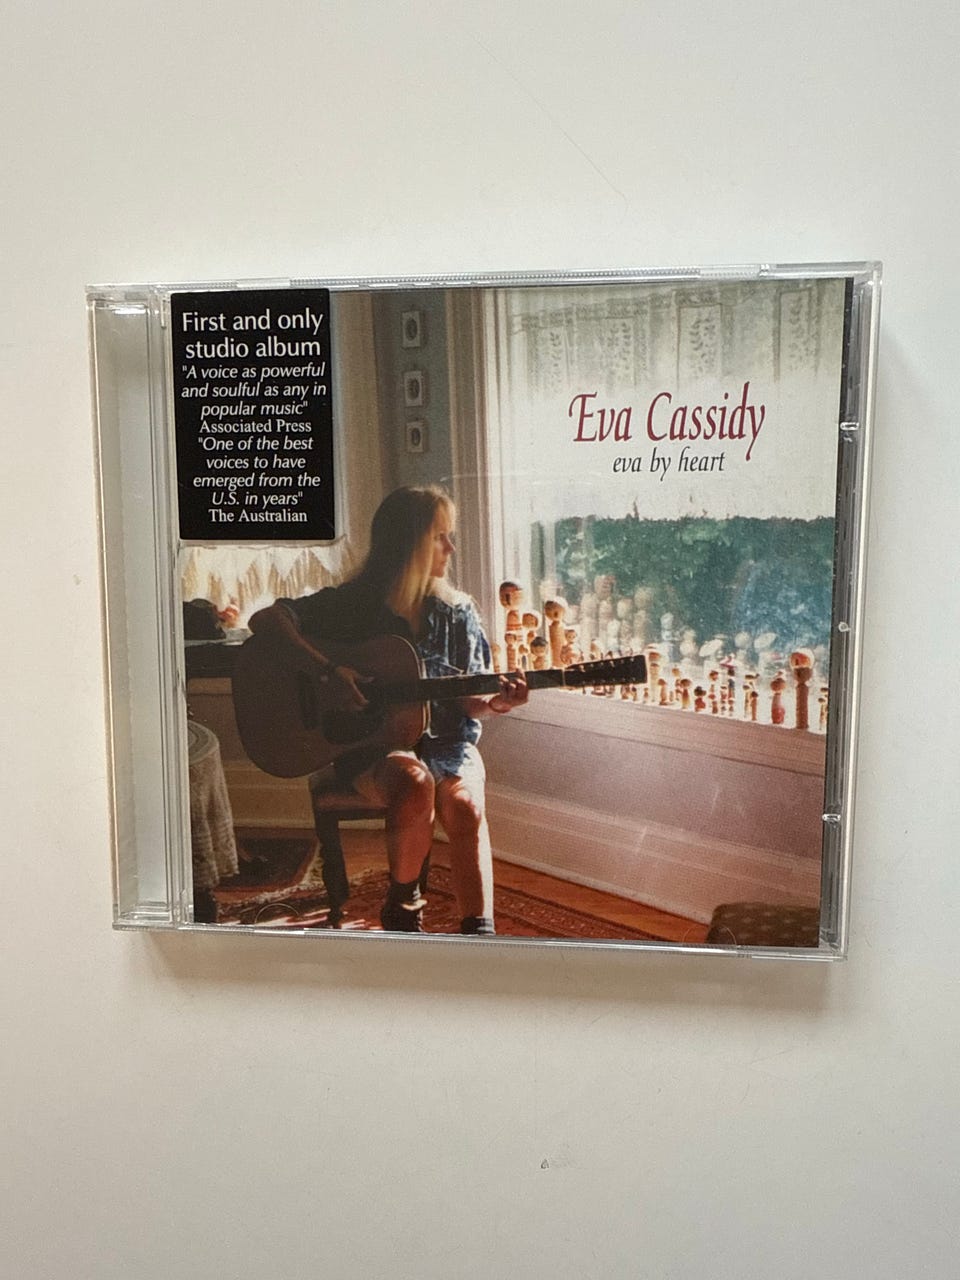 First and only
studio album
"A voice as powerful
and soulful as any in
popular music"
Associated Press
"One of the best
voices to have
emerged from the
U.S. in years"
The Australian
Eva Cassidy
eva by heart